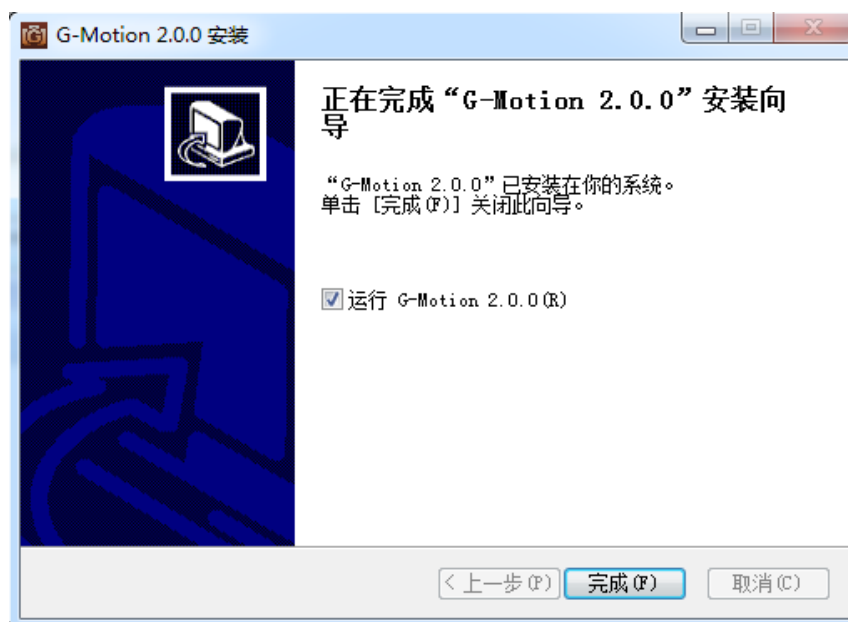 G-Motion 2.0.0 安装
正在完成“G-Motion 2.0.0”安装向
导
“G-Motion 2.0.0”已安装在你的系统。
单击 [完成(F)] 关闭此向导。
运行 G-Motion 2.0.0(R)
< 上一步(P) 完成(F) 取消(C)